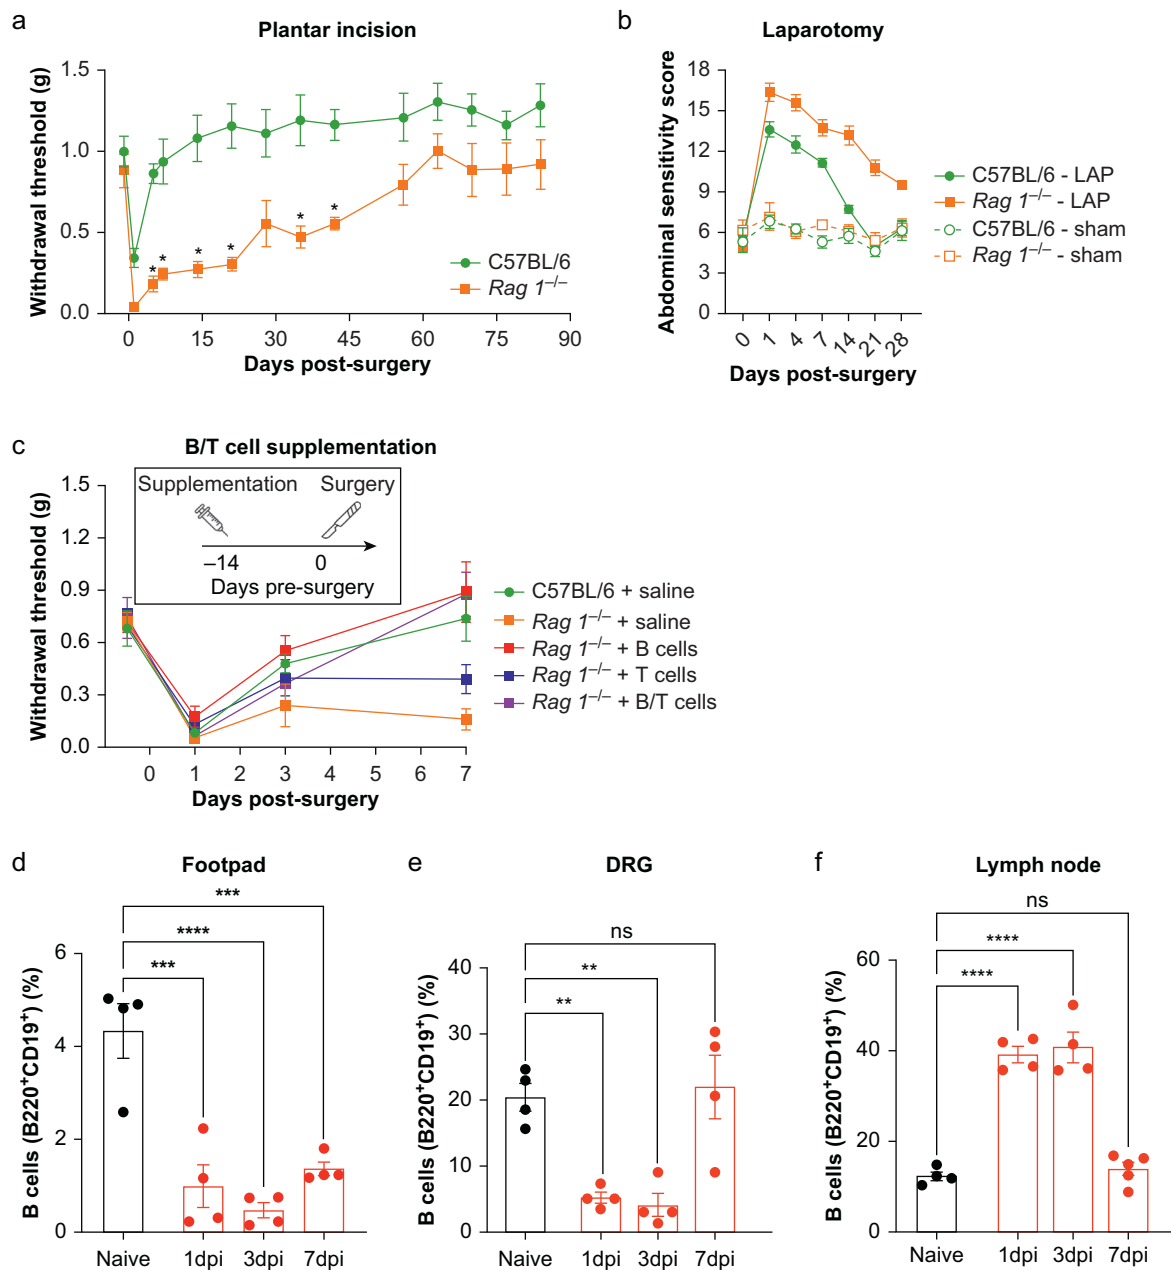 a
Plantar incision
Withdrawal threshold (g)
1.5
1.0
0.5
0.0
* * * * * *
0 15 30 45 60 75 90
Days post-surgery
C57BL/6
Rag 1–/–
b
Laparotomy
Abdominal sensitivity score
18
15
12
9
6
3
0
0 1 4 7 14 21 28
Days post-surgery
C57BL/6 - LAP
Rag 1–/– - LAP
C57BL/6 - sham
Rag 1–/– - sham
c
B/T cell supplementation
Withdrawal threshold (g)
1.5
1.2
0.9
0.6
0.3
0.0
Supplementation Surgery
–14 0
Days pre-surgery
0 1 2 3 4 5 6 7
Days post-surgery
C57BL/6 + saline
Rag 1–/– + saline
Rag 1–/– + B cells
Rag 1–/– + T cells
Rag 1–/– + B/T cells
d
Footpad
B cells (B220+CD19+) (%)
6
4
2
0
***
****
***
Naive 1dpi 3dpi 7dpi
e
DRG
B cells (B220+CD19+) (%)
40
30
20
10
0
ns
**
**
Naive 1dpi 3dpi 7dpi
f
Lymph node
B cells (B220+CD19+) (%)
60
40
20
0
ns
****
****
Naive 1dpi 3dpi 7dpi